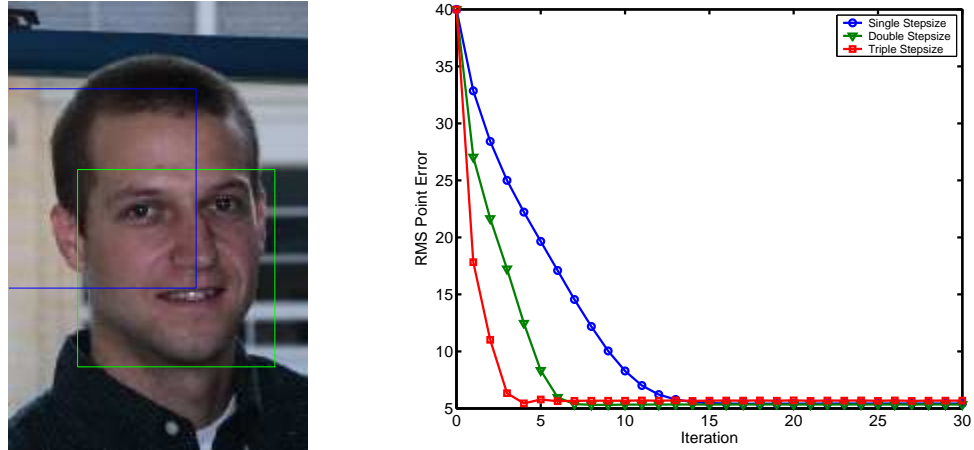 40
35
30
25
20
15
10
5
RMS Point Error
0 5 10 15 20 25 30
Iteration
Single Stepsize
Double Stepsize
Triple Stepsize